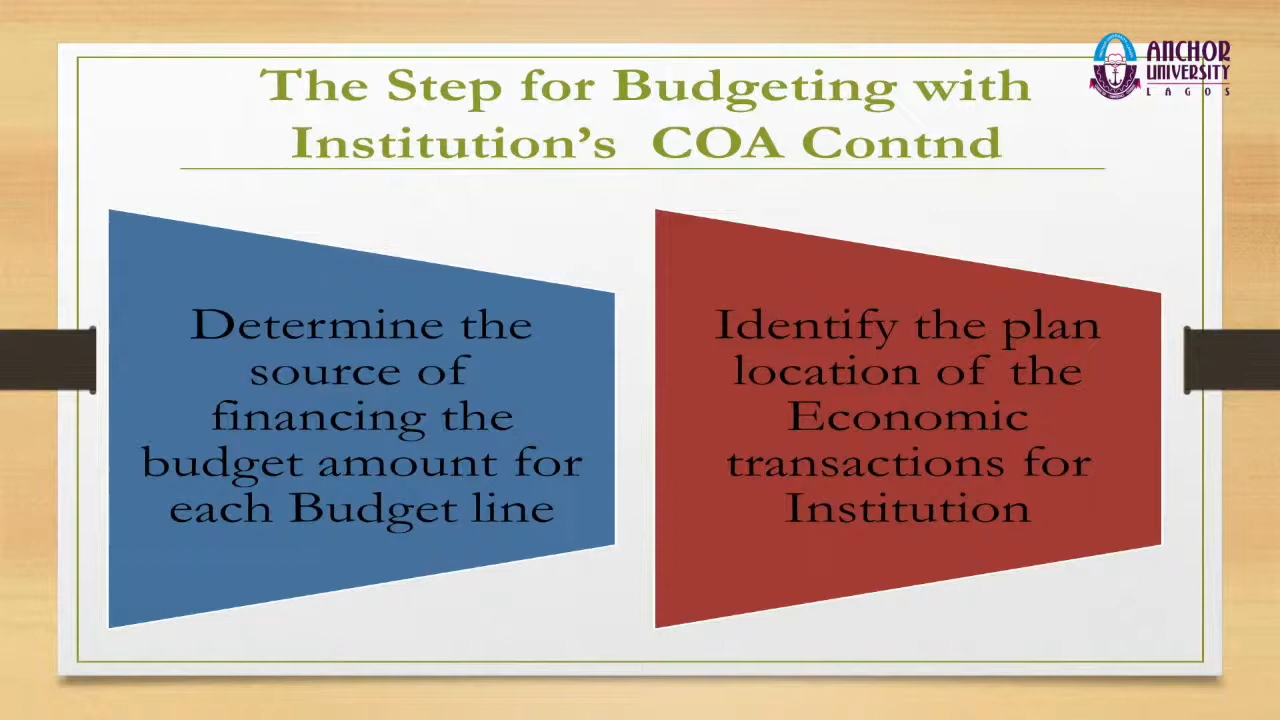 ANCHOR
UNIVERSITY
LAGOS
The Step for Budgeting with
Institution's COA Contnd
Determine the
source of
financing the
budget amount for
each Budget line
Identify the plan
location of the
Economic
transactions for
Institution